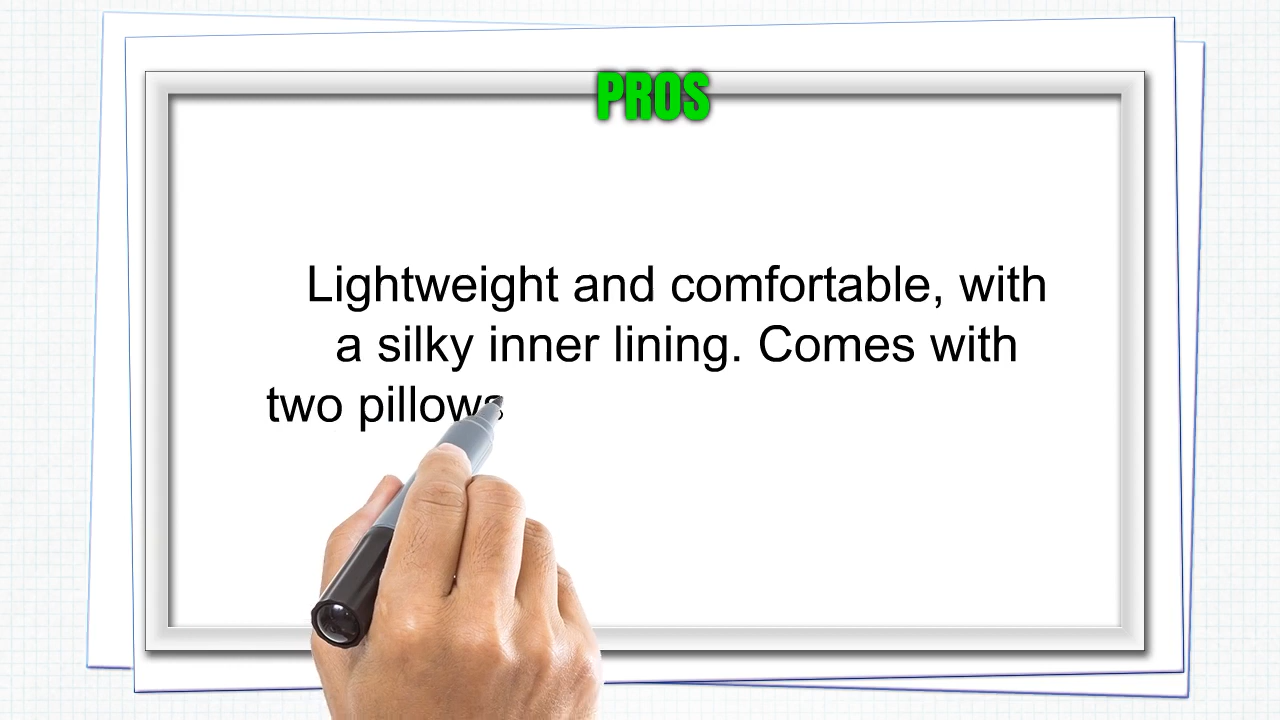 PROS
Lightweight and comfortable, with
a silky inner lining. Comes with
two pillows